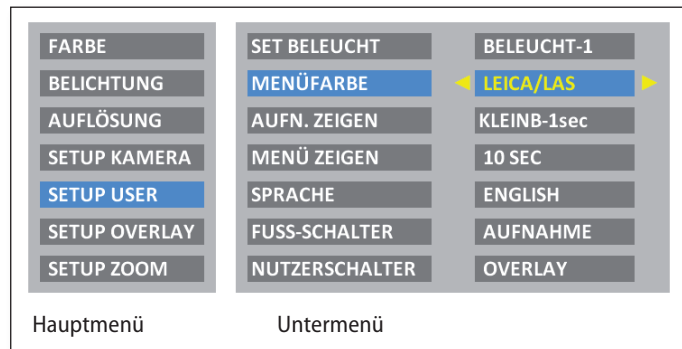 FARBE
BELICHTUNG
AUFLÖSUNG
SETUP KAMERA
SETUP USER
SETUP OVERLAY
SETUP ZOOM
SET BELEUCHT BELEUCHT-1
MENÜFARBE LEICA/LAS
AUFN. ZEIGEN KLEINB-1sec
MENÜ ZEIGEN 10 SEC
SPRACHE ENGLISH
FUSS-SCHALTER AUFNAHME
NUTZERSCHALTER OVERLAY
Hauptmenü Untermenü